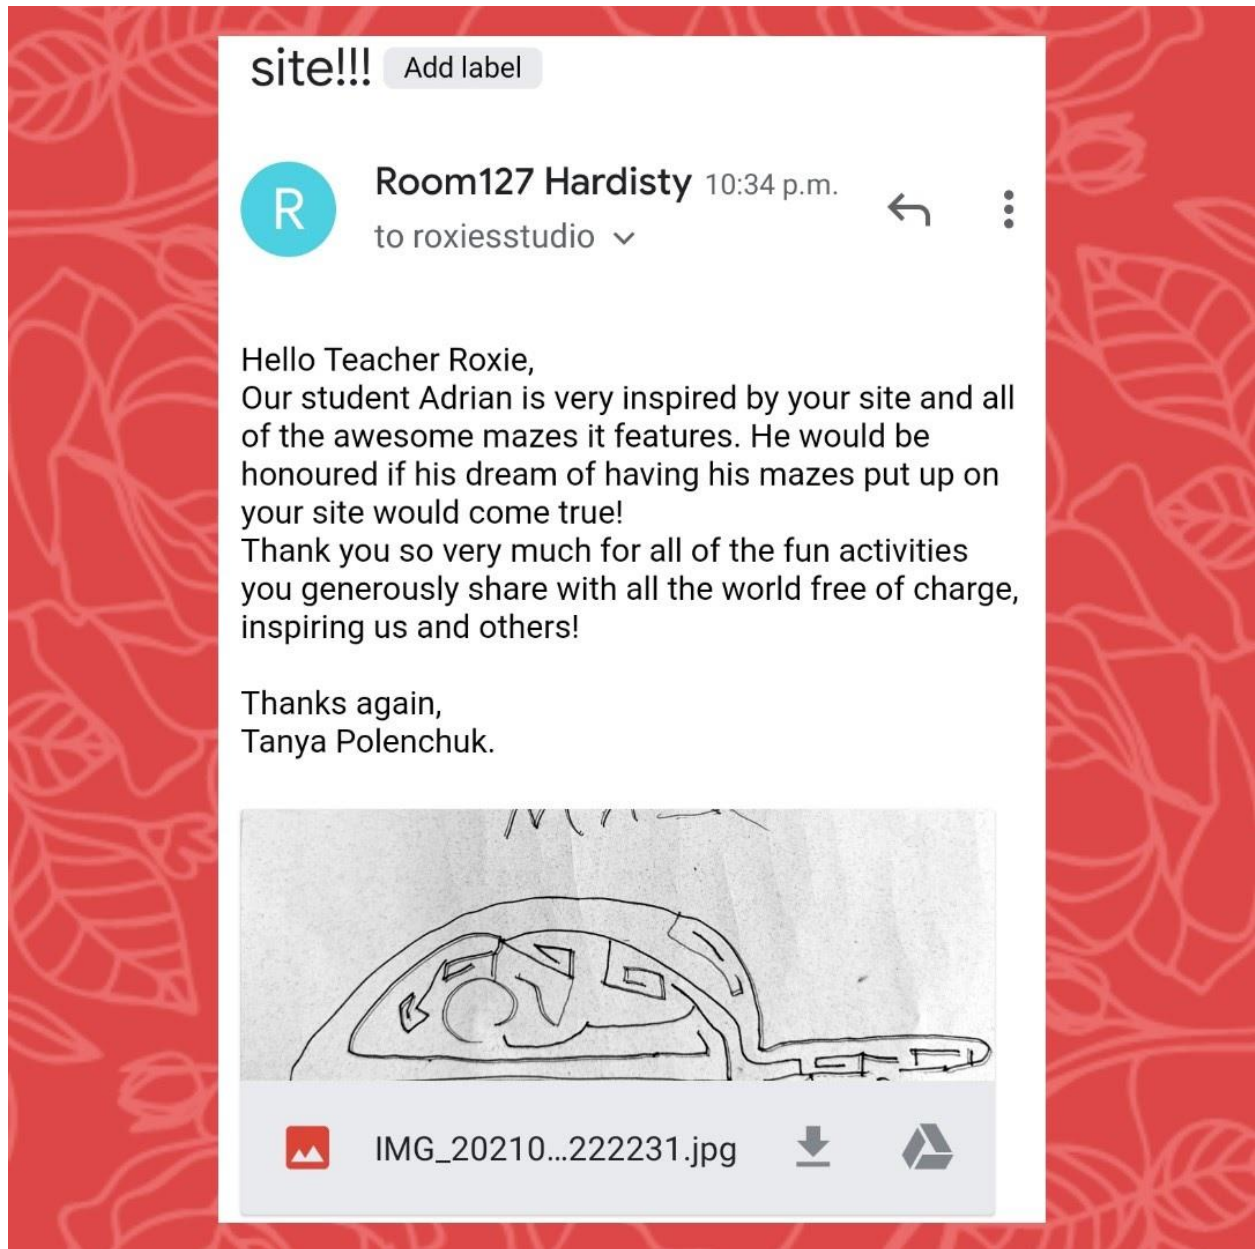 site!!! Add label
R
Room127 Hardisty 10:34 p.m.
to roxiesstudio
Hello Teacher Roxie,
Our student Adrian is very inspired by your site and all
of the awesome mazes it features. He would be
honoured if his dream of having his mazes put up on
your site would come true!
Thank you so very much for all of the fun activities
you generously share with all the world free of charge,
inspiring us and others!
Thanks again,
Tanya Polenchuk.
IMG_20210...222231.jpg